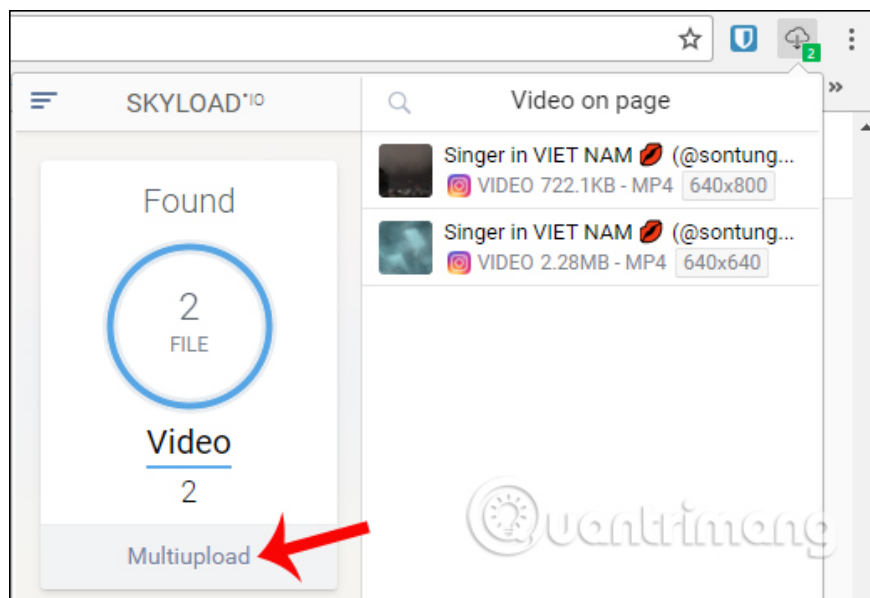 2
SKYLOAD•IO
Video on page
»
Found
2
FILE
Video
2
Multiupload
Singer in VIET NAM 💋 (@sontung...
VIDEO 722.1KB - MP4 640x800
Singer in VIET NAM 💋 (@sontung...
VIDEO 2.28MB - MP4 640x640
Quantrimang